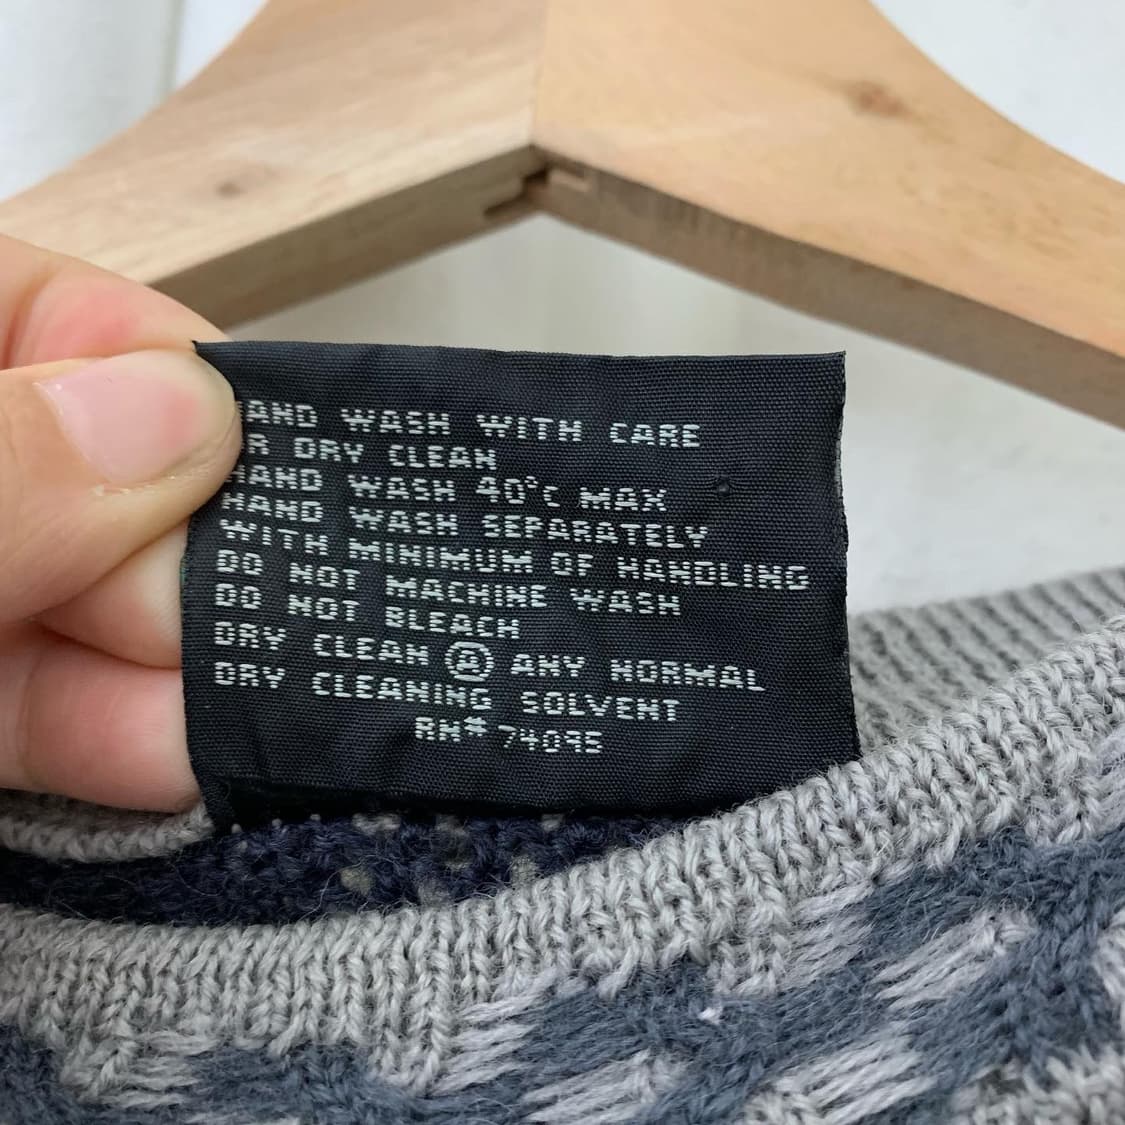 AND WASH WITH CARE
R DRY CLEAN
HAND WASH 40°C MAX
HAND WASH SEPARATELY
WITH MINIMUM OF HANDLING
DO NOT MACHINE WASH
DO NOT BLEACH
DRY CLEAN Ⓐ ANY NORMAL
DRY CLEANING SOLVENT
RN# 74095